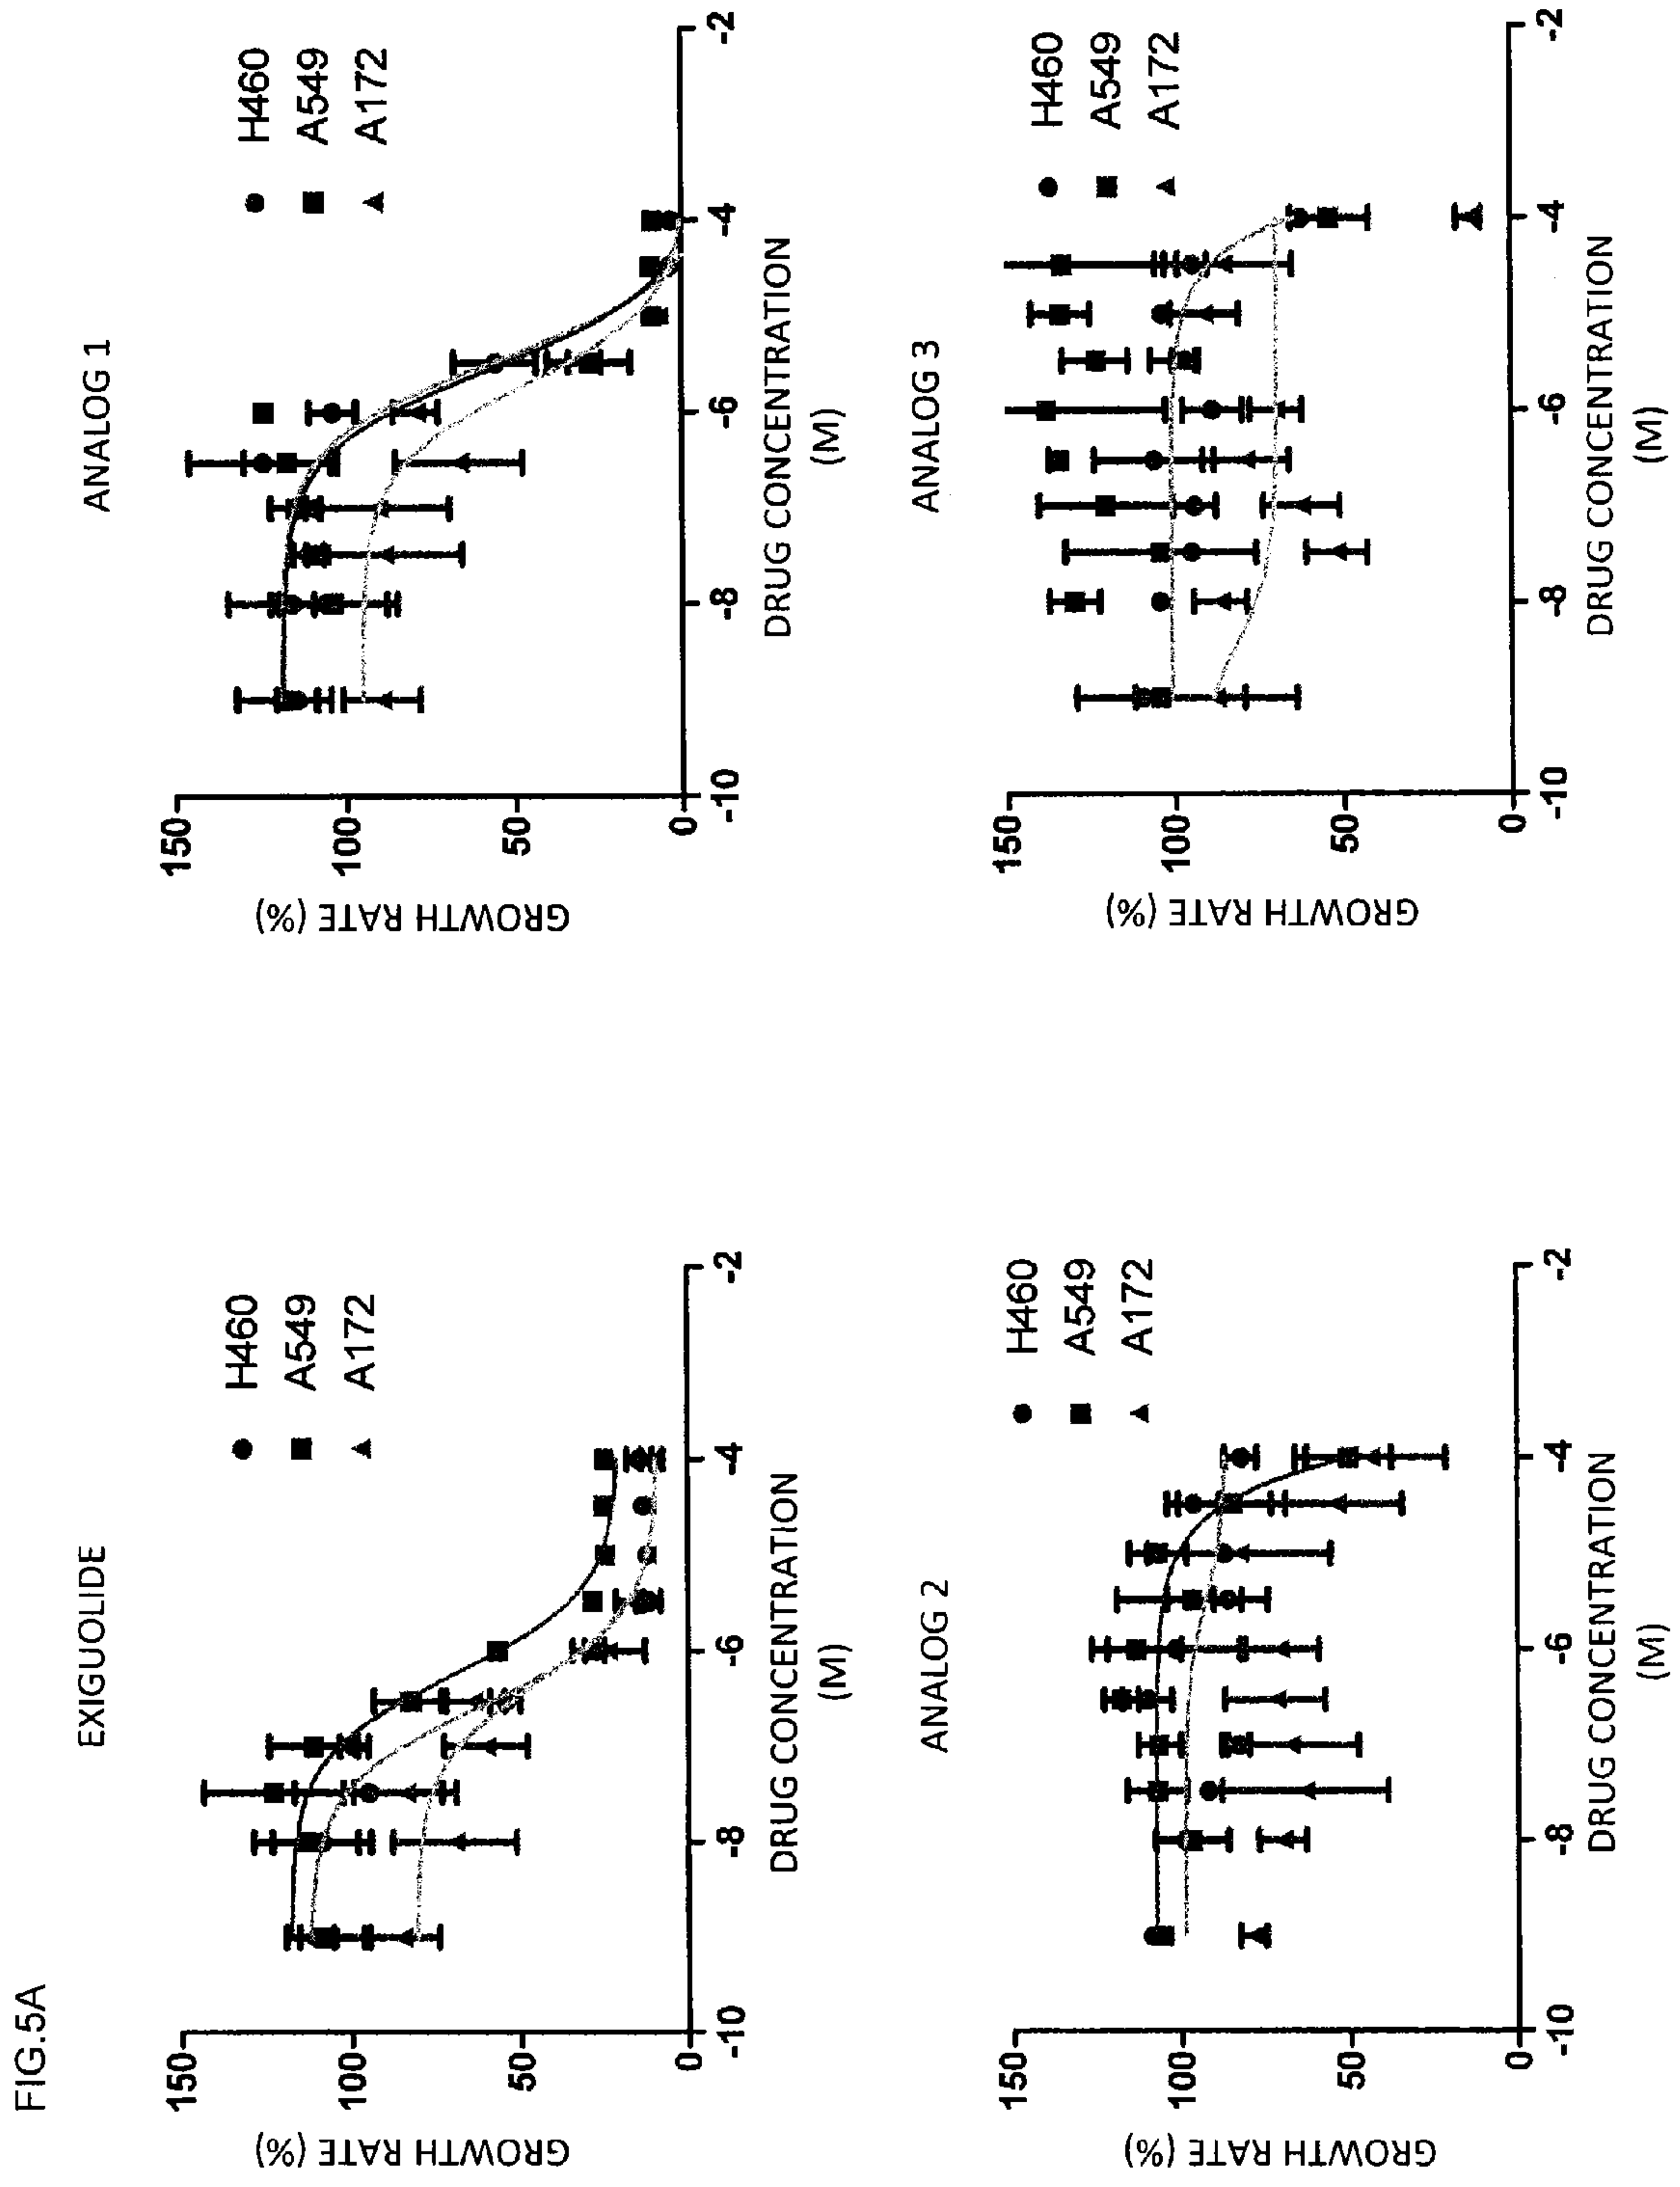 FIG.5A
EXIGUOLIDE
GROWTH RATE (%)
150
100
50
0
-10
-8
-6
-4
-2
DRUG CONCENTRATION
(M)
H460
A549
A172
ANALOG 1
GROWTH RATE (%)
150
100
50
0
-10
-8
-6
-4
-2
DRUG CONCENTRATION
(M)
H460
A549
A172
ANALOG 2
GROWTH RATE (%)
150
100
50
0
-10
-8
-6
-4
-2
DRUG CONCENTRATION
(M)
H460
A549
A172
ANALOG 3
GROWTH RATE (%)
150
100
50
0
-10
-8
-6
-4
-2
DRUG CONCENTRATION
(M)
H460
A549
A172